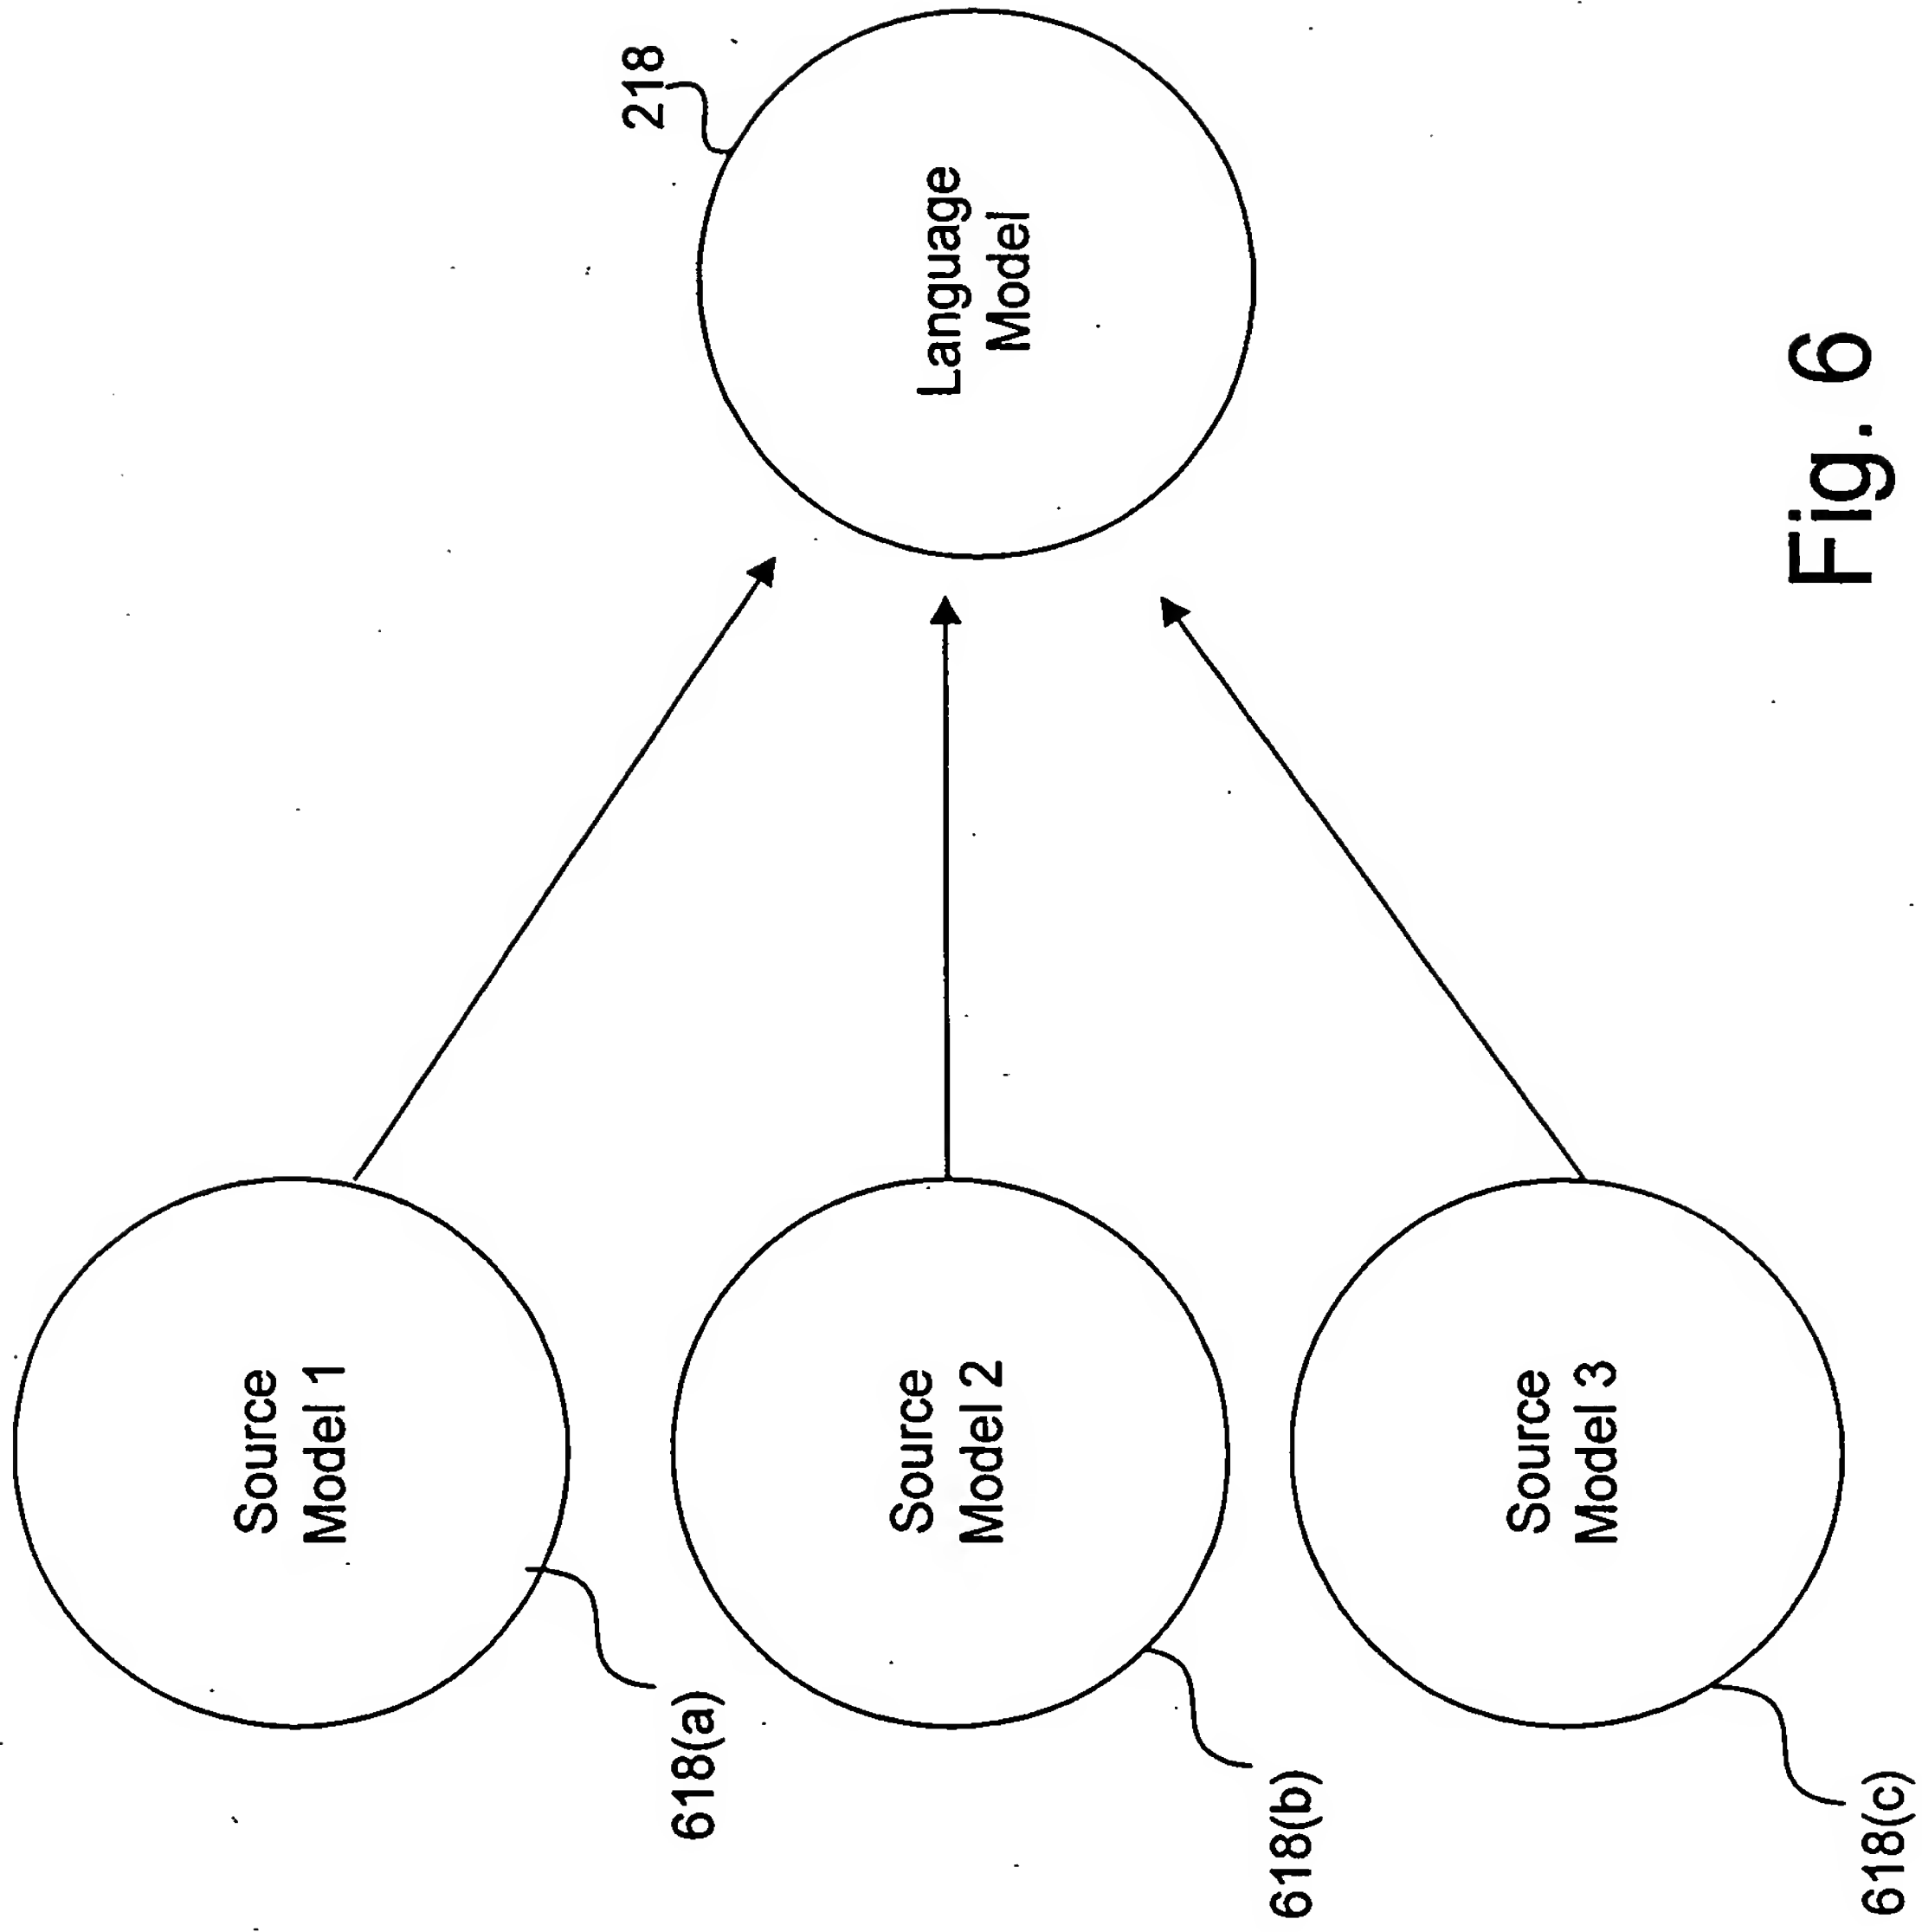 Source
Model 1
618(a)
Source
Model 2
618(b)
Source
Model 3
618(c)
218
Language
Model
Fig. 6